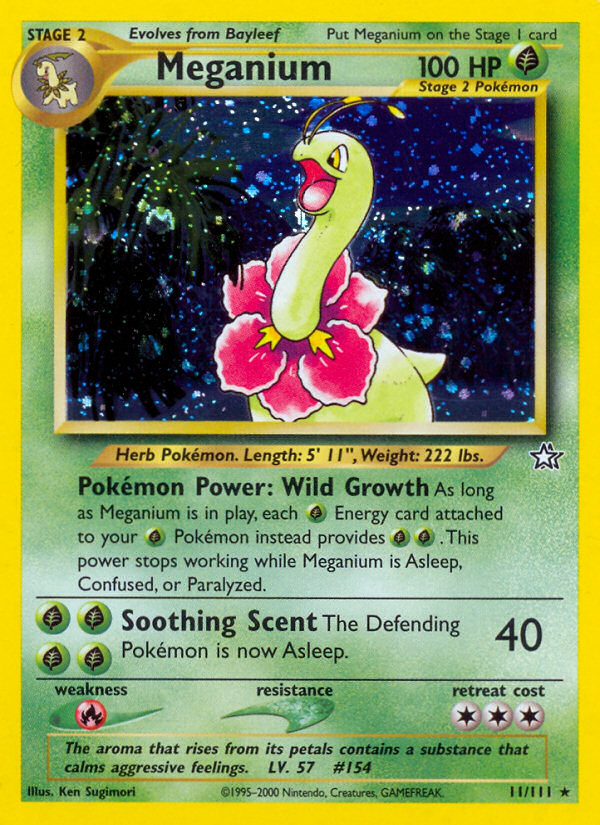 STAGE 2 Evolves from Bayleef Put Meganium on the Stage 1 card
Meganium 100 HP
Stage 2 Pokémon
Herb Pokémon. Length: 5' 11", Weight: 222 lbs.
Pokémon Power: Wild Growth As long
as Meganium is in play, each Energy card attached
to your Pokémon instead provides . This
power stops working while Meganium is Asleep,
Confused, or Paralyzed.
Soothing Scent The Defending
Pokémon is now Asleep.
40
weakness resistance retreat cost
The aroma that rises from its petals contains a substance that
calms aggressive feelings. LV. 57 #154
Illus. Ken Sugimori ©1995-2000 Nintendo, Creatures, GAMEFREAK. 11/111 ★